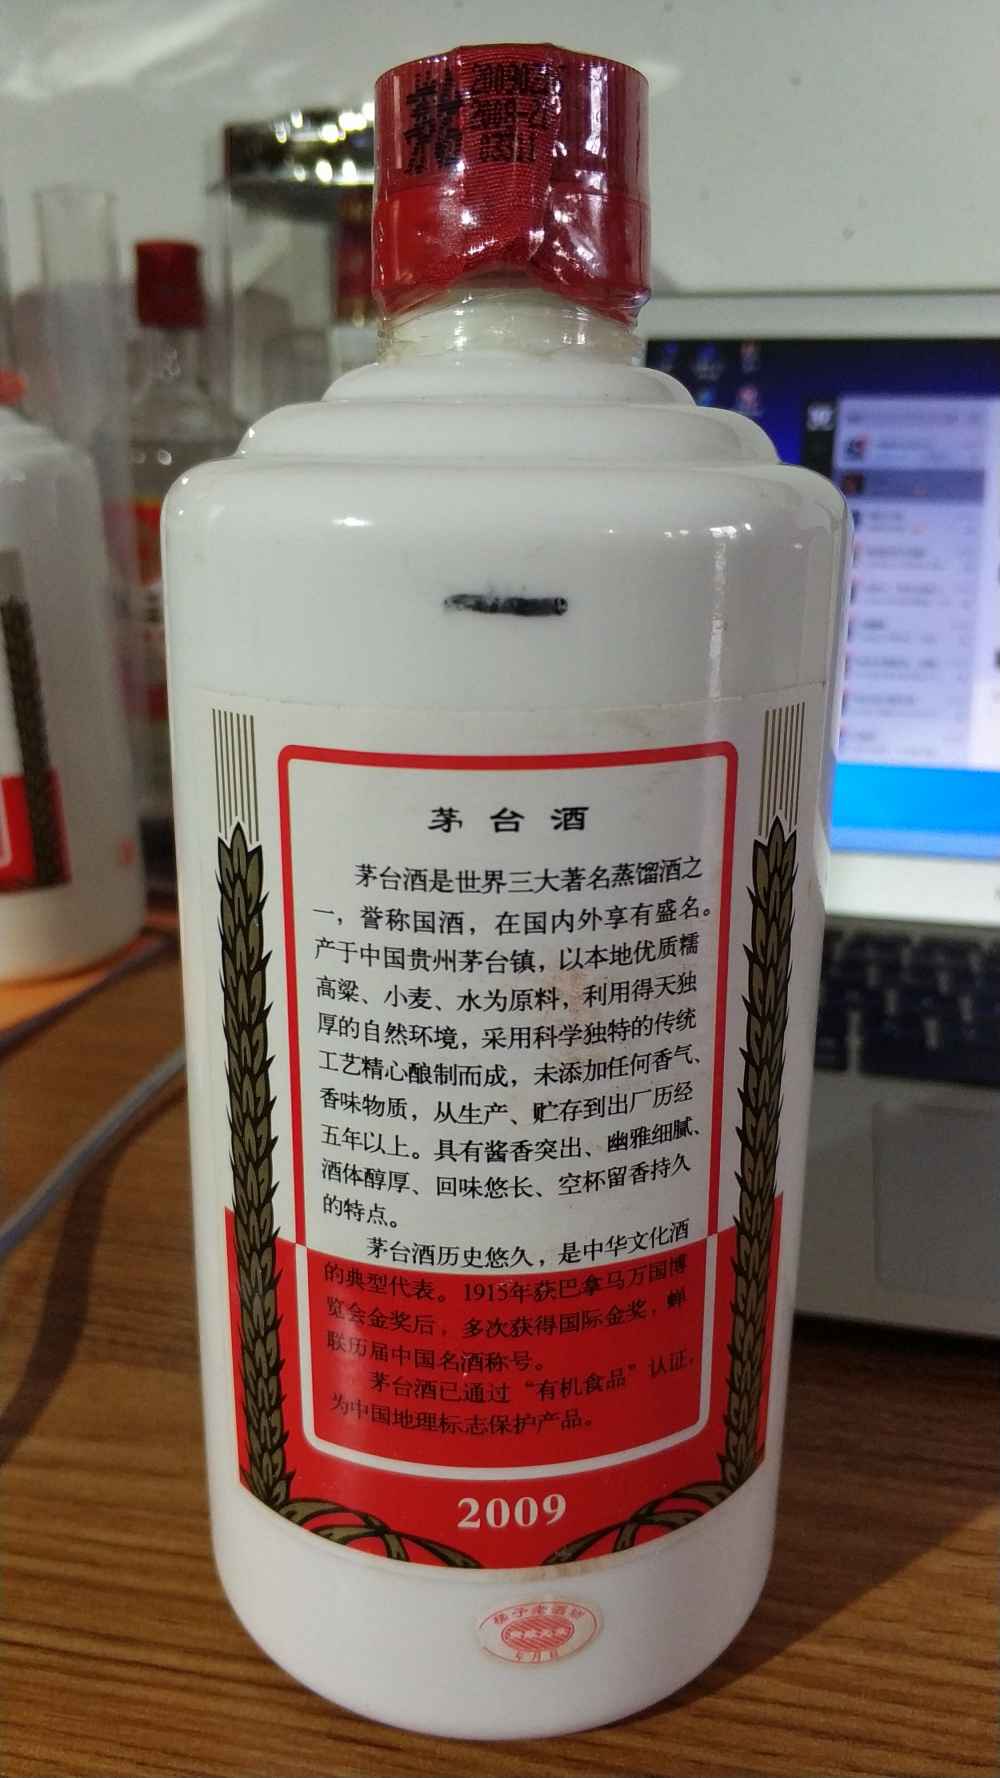 茅台酒
茅台酒是世界三大著名蒸馏酒之
一，誉称国酒，在国内外享有盛名。
产于中国贵州茅台镇，以本地优质糯
高粱、小麦、水为原料，利用得天独
厚的自然环境，采用科学独特的传统
工艺精心酿制而成，未添加任何香气、
香味物质，从生产、贮存到出厂历经
五年以上。具有酱香突出、幽雅细腻、
酒体醇厚、回味悠长、空杯留香持久
的特点。
茅台酒历史悠久，是中华文化酒
的典型代表。1915年获巴拿马万国博
览会金奖后，多次获得国际金奖，蝉
联历届中国名酒称号。
茅台酒已通过“有机食品”认证，
为中国地理标志保护产品。
2009